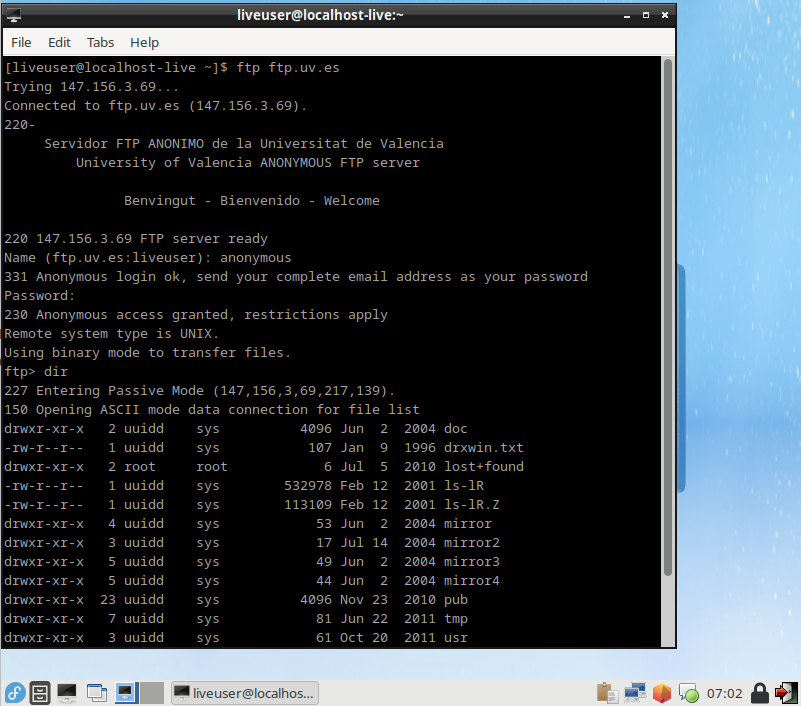 liveuser@localhost-live:~
File Edit Tabs Help
[liveuser@localhost-live ~]$ ftp ftp.uv.es
Trying 147.156.3.69...
Connected to ftp.uv.es (147.156.3.69).
220-
     Servidor FTP ANONIMO de la Universitat de Valencia
         University of Valencia ANONYMOUS FTP server
               Benvingut - Bienvenido - Welcome
220 147.156.3.69 FTP server ready
Name (ftp.uv.es:liveuser): anonymous
331 Anonymous login ok, send your complete email address as your password
Password:
230 Anonymous access granted, restrictions apply
Remote system type is UNIX.
Using binary mode to transfer files.
ftp> dir
227 Entering Passive Mode (147,156,3,69,217,139).
150 Opening ASCII mode data connection for file list
drwxr-xr-x   2 uuidd    sys          4096 Jun  2  2004 doc
-rw-r--r--   1 uuidd    sys           107 Jan  9  1996 drxwin.txt
drwxr-xr-x   2 root     root            6 Jul  5  2010 lost+found
-rw-r--r--   1 uuidd    sys        532978 Feb 12  2001 ls-lR
-rw-r--r--   1 uuidd    sys        113109 Feb 12  2001 ls-lR.Z
drwxr-xr-x   4 uuidd    sys            53 Jun  2  2004 mirror
drwxr-xr-x   3 uuidd    sys            17 Jul 14  2004 mirror2
drwxr-xr-x   5 uuidd    sys            49 Jun  2  2004 mirror3
drwxr-xr-x   5 uuidd    sys            44 Jun  2  2004 mirror4
drwxr-xr-x  23 uuidd    sys          4096 Nov 23  2010 pub
drwxr-xr-x   7 uuidd    sys            81 Jun 22  2011 tmp
drwxr-xr-x   3 uuidd    sys            61 Oct 20  2011 usr
liveuser@localhos... 07:02